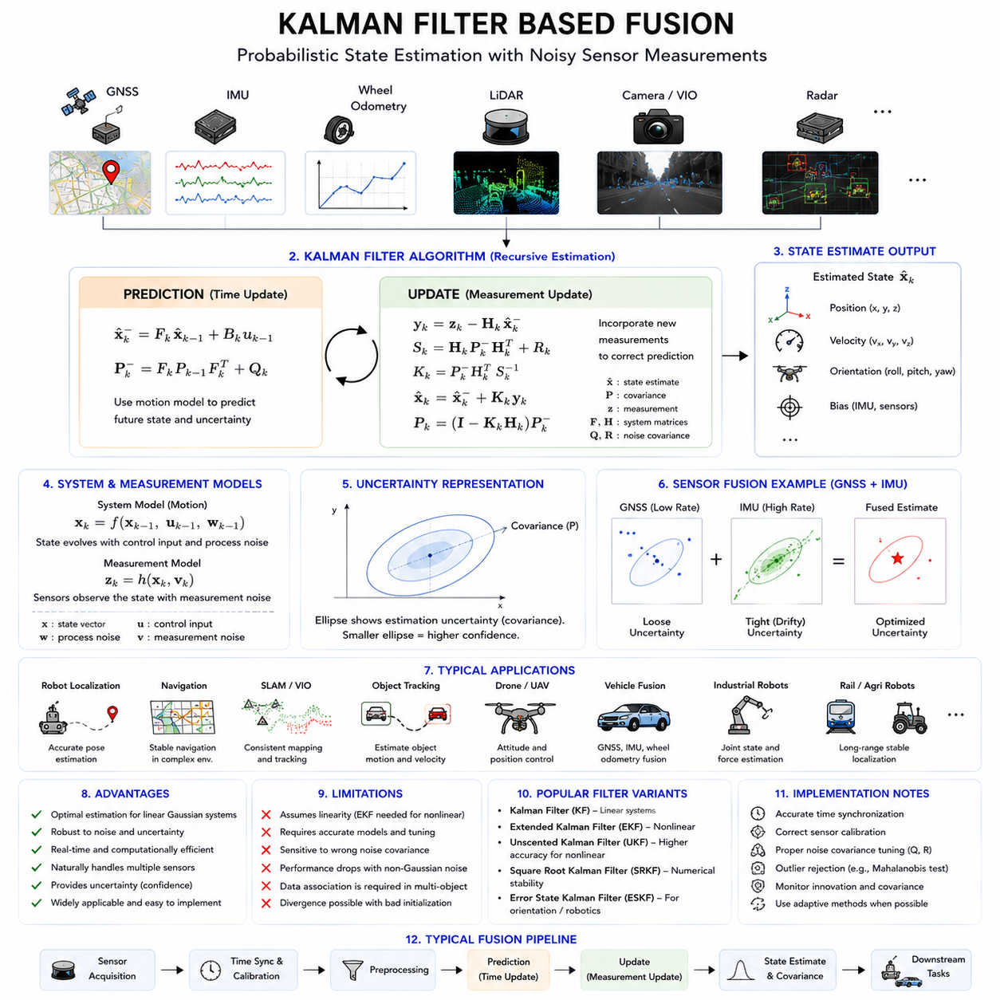 KALMAN FILTER BASED FUSION
Probabilistic State Estimation with Noisy Sensor Measurements
GNSS
IMU
Wheel
Odometry
LiDAR
Camera / VIO
Radar
...
...
2. KALMAN FILTER ALGORITHM (Recursive Estimation)
PREDICTION (Time Update)
x̂ₖ⁻ = Fₖ x̂ₖ₋₁ + Bₖ uₖ₋₁
Pₖ⁻ = Fₖ Pₖ₋₁ Fₖᵀ + Qₖ
Use motion model to predict
future state and uncertainty
UPDATE (Measurement Update)
yₖ = zₖ − Hₖ x̂ₖ⁻
Sₖ = Hₖ Pₖ⁻ Hₖᵀ + Rₖ
Kₖ = Pₖ⁻ Hₖᵀ Sₖ⁻¹
x̂ₖ = x̂ₖ⁻ + Kₖ yₖ
Pₖ = (I − Kₖ Hₖ) Pₖ⁻
Incorporate new
measurements
to correct prediction
x̂ : state estimate
P : covariance
z : measurement
F, H : system matrices
Q, R : noise covariance
3. STATE ESTIMATE OUTPUT
Estimated State x̂ₖ
z
x
x
Position (x, y, z)
Velocity (vₓ, vᵧ, v_z)
Orientation (roll, pitch, yaw)
Bias (IMU, sensors)
...
4. SYSTEM & MEASUREMENT MODELS
System Model (Motion)
xₖ = f(xₖ₋₁, uₖ₋₁, wₖ₋₁)
State evolves with control input and process noise
Measurement Model
zₖ = h(xₖ, vₖ)
Sensors observe the state with measurement noise
x : state vector
u : control input
w : process noise
v : measurement noise
5. UNCERTAINTY REPRESENTATION
y
Covariance (P)
x
Ellipse shows estimation uncertainty (covariance).
Smaller ellipse = higher confidence.
6. SENSOR FUSION EXAMPLE (GNSS + IMU)
GNSS (Low Rate)
IMU (High Rate)
Fused Estimate
+
=
Loose
Uncertainty
Tight (Drifty)
Uncertainty
Optimized
Uncertainty
7. TYPICAL APPLICATIONS
Robot Localization
Accurate pose
estimation
Navigation
Stable navigation
in complex env.
SLAM / VIO
Consistent mapping
and tracking
Object Tracking
Estimate object
motion and velocity
Drone / UAV
Attitude and
position control
Vehicle Fusion
GNSS, IMU, wheel
odometry fusion
Industrial Robots
Joint state and
force estimation
Rail / Agri Robots
Long-range stable
localization
...
8. ADVANTAGES
Optimal estimation for linear Gaussian systems
Robust to noise and uncertainty
Real-time and computationally efficient
Naturally handles multiple sensors
Provides uncertainty (confidence)
Widely applicable and easy to implement
9. LIMITATIONS
Assumes linearity (EKF needed for nonlinear)
Requires accurate models and tuning
Sensitive to wrong noise covariance
Performance drops with non-Gaussian noise
Data association is required in multi-object
Divergence possible with bad initialization
10. POPULAR FILTER VARIANTS
• Kalman Filter (KF) – Linear systems
• Extended Kalman Filter (EKF) – Nonlinear
• Unscented Kalman Filter (UKF) – Higher
accuracy for nonlinear
• Square Root Kalman Filter (SRKF) – Numerical
stability
• Error State Kalman Filter (ESKF) – For
orientation / robotics
11. IMPLEMENTATION NOTES
Accurate time synchronization
Correct sensor calibration
Proper noise covariance tuning (Q, R)
Outlier rejection (e.g., Mahalanobis test)
Monitor innovation and covariance
Use adaptive methods when possible
12. TYPICAL FUSION PIPELINE
Sensor
Acquisition
Time Sync &
Calibration
Preprocessing
Prediction
(Time Update)
Update
(Measurement Update)
State Estimate
& Covariance
Downstream
Tasks